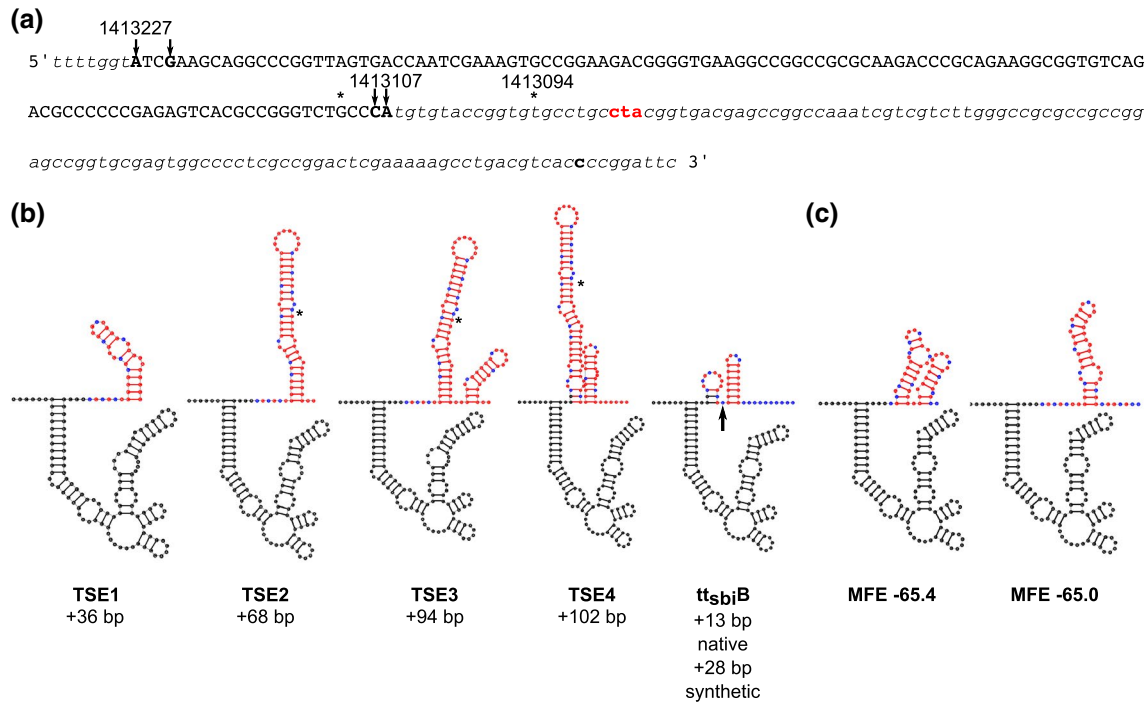 (a)
1413227
5'ttttggtATCGAAGCAGGCCCGGTTAGTGACCAATCGAAAGTGCCGGAAGACGGGGTGAAGGCCGGCCGCGCAAGACCCGCAGAAGGCGGTGTCAG
* 1413107 1413094 *
ACGCCCCCCGAGAGTCACGCCGGGTCTGCCCAtgtgtaccggtgtgcctgcctacggtgacgagccggccaaatcgtcgtcttgggccgcgccgccgg
agccggtgcgagtggcccctcgccggactcgaaaaagcctgacgtcacccccggattc 3'
(b) (c)
* * *
TSE1 TSE2 TSE3 TSE4 ttsbiB MFE -65.4 MFE -65.0
+36 bp +68 bp +94 bp +102 bp +13 bp
native
+28 bp
synthetic